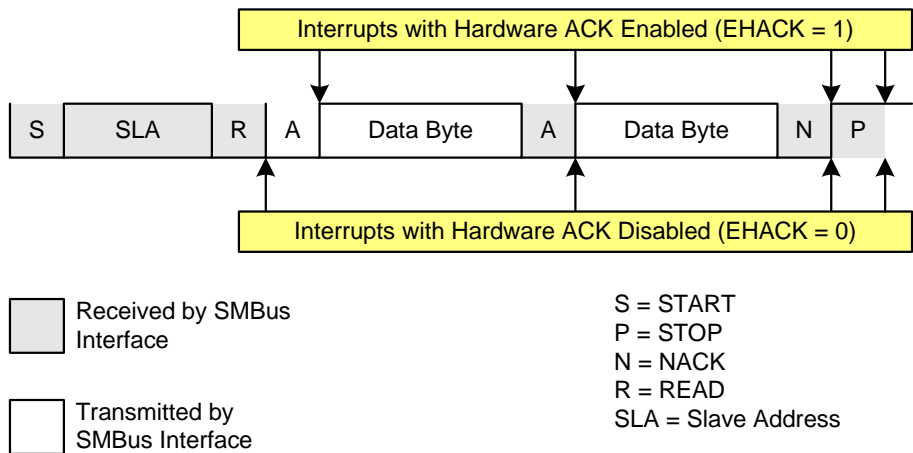 Interrupts with Hardware ACK Enabled (EHACK = 1)
S SLA R A Data Byte A Data Byte N P
Interrupts with Hardware ACK Disabled (EHACK = 0)
Received by SMBus
Interface
Transmitted by
SMBus Interface
S = START
P = STOP
N = NACK
R = READ
SLA = Slave Address